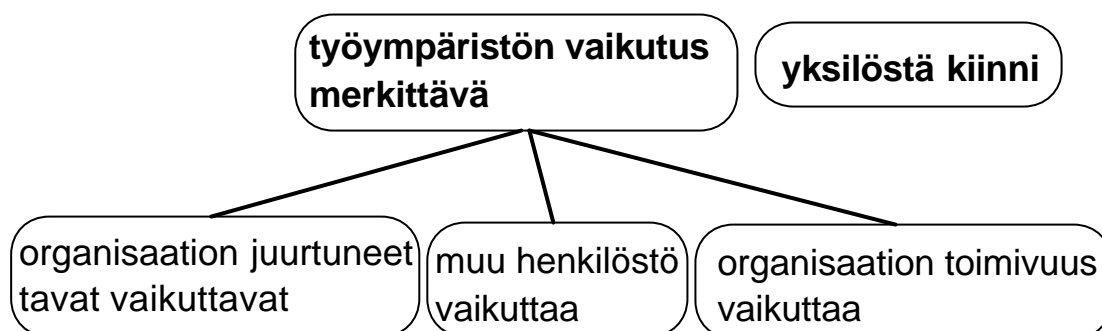 työympäristön vaikutus
merkittävä
yksilöstä kiinni
organisaation juurtuneet
tavat vaikuttavat
muu henkilöstö
vaikuttaa
organisaation toimivuus
vaikuttaa